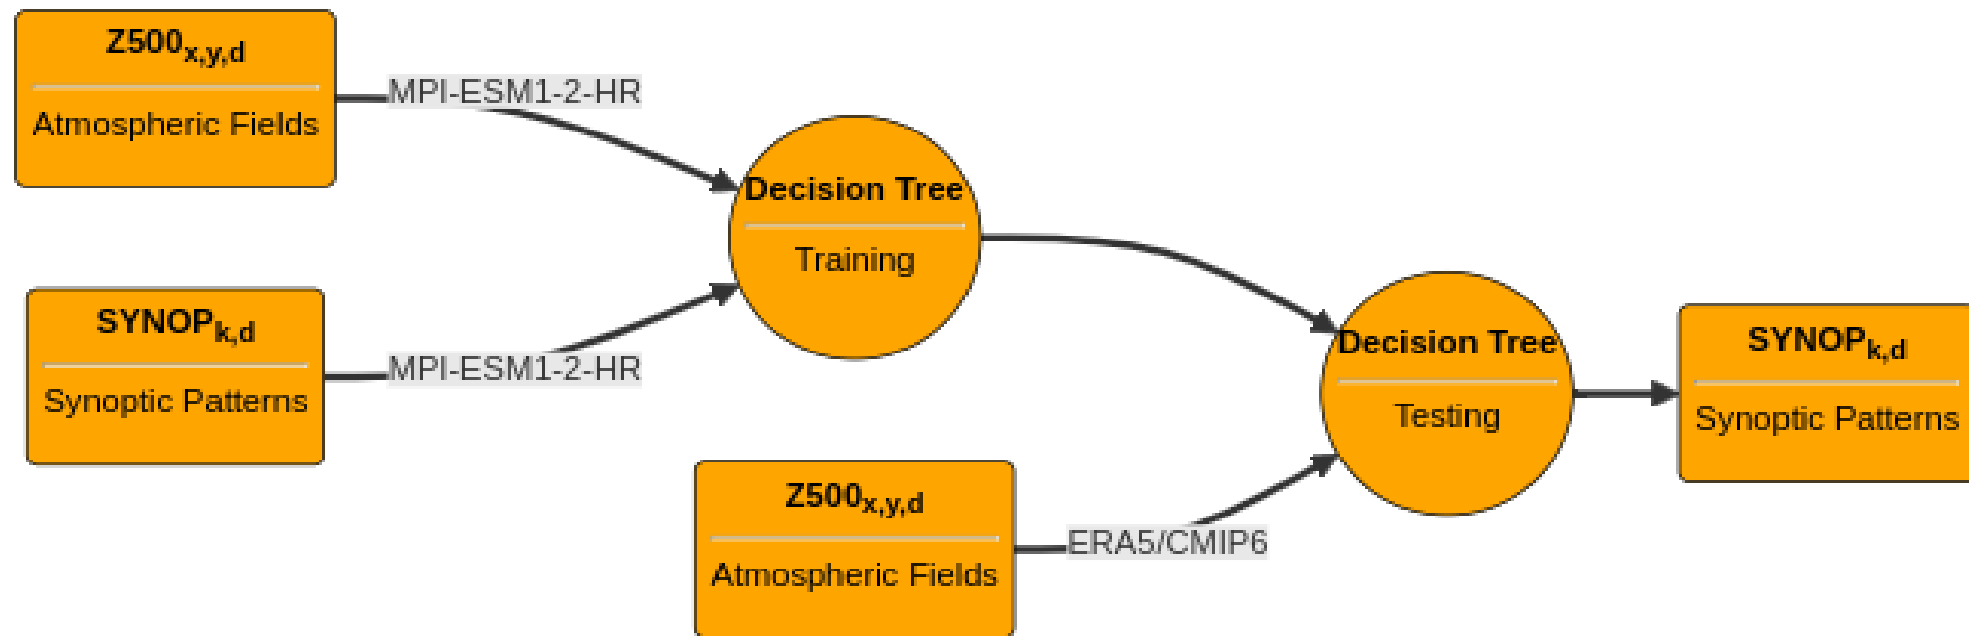 Z500x,y,d
Atmospheric Fields
MPI-ESM1-2-HR
SYNOPk,d
Synoptic Patterns
MPI-ESM1-2-HR
Decision Tree
Training
Z500x,y,d
Atmospheric Fields
ERA5/CMIP6
Decision Tree
Testing
SYNOPk,d
Synoptic Patterns